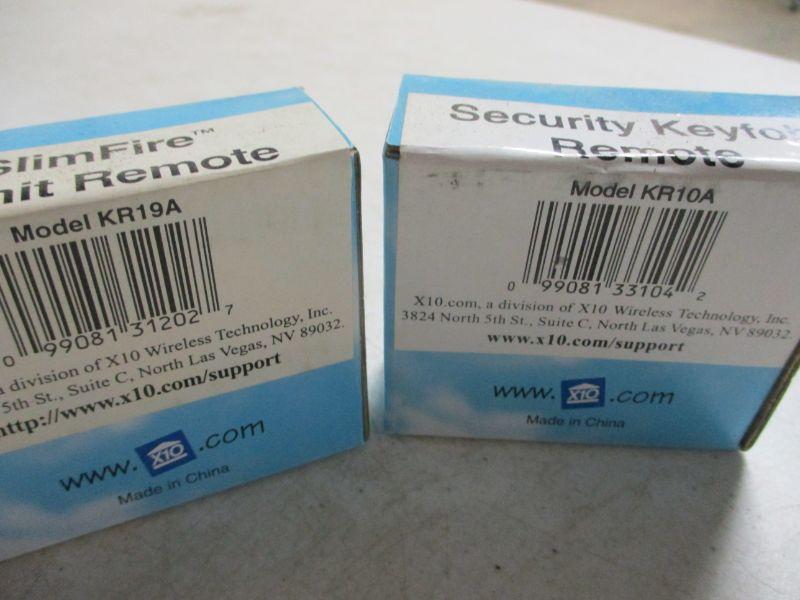 SlimFire™
nit Remote
Model KR19A
0 99081 31202 7
a division of X10 Wireless Technology, Inc.
5th St., Suite C, North Las Vegas, NV 89032.
http://www.x10.com/support
www. X10 .com
Made in China
Security Keyfob
Remote
Model KR10A
0 99081 33104 2
X10.com, a division of X10 Wireless Technology, Inc.
3824 North 5th St., Suite C, North Las Vegas, NV 89032.
www.x10.com/support
www. X10 .com
Made in China